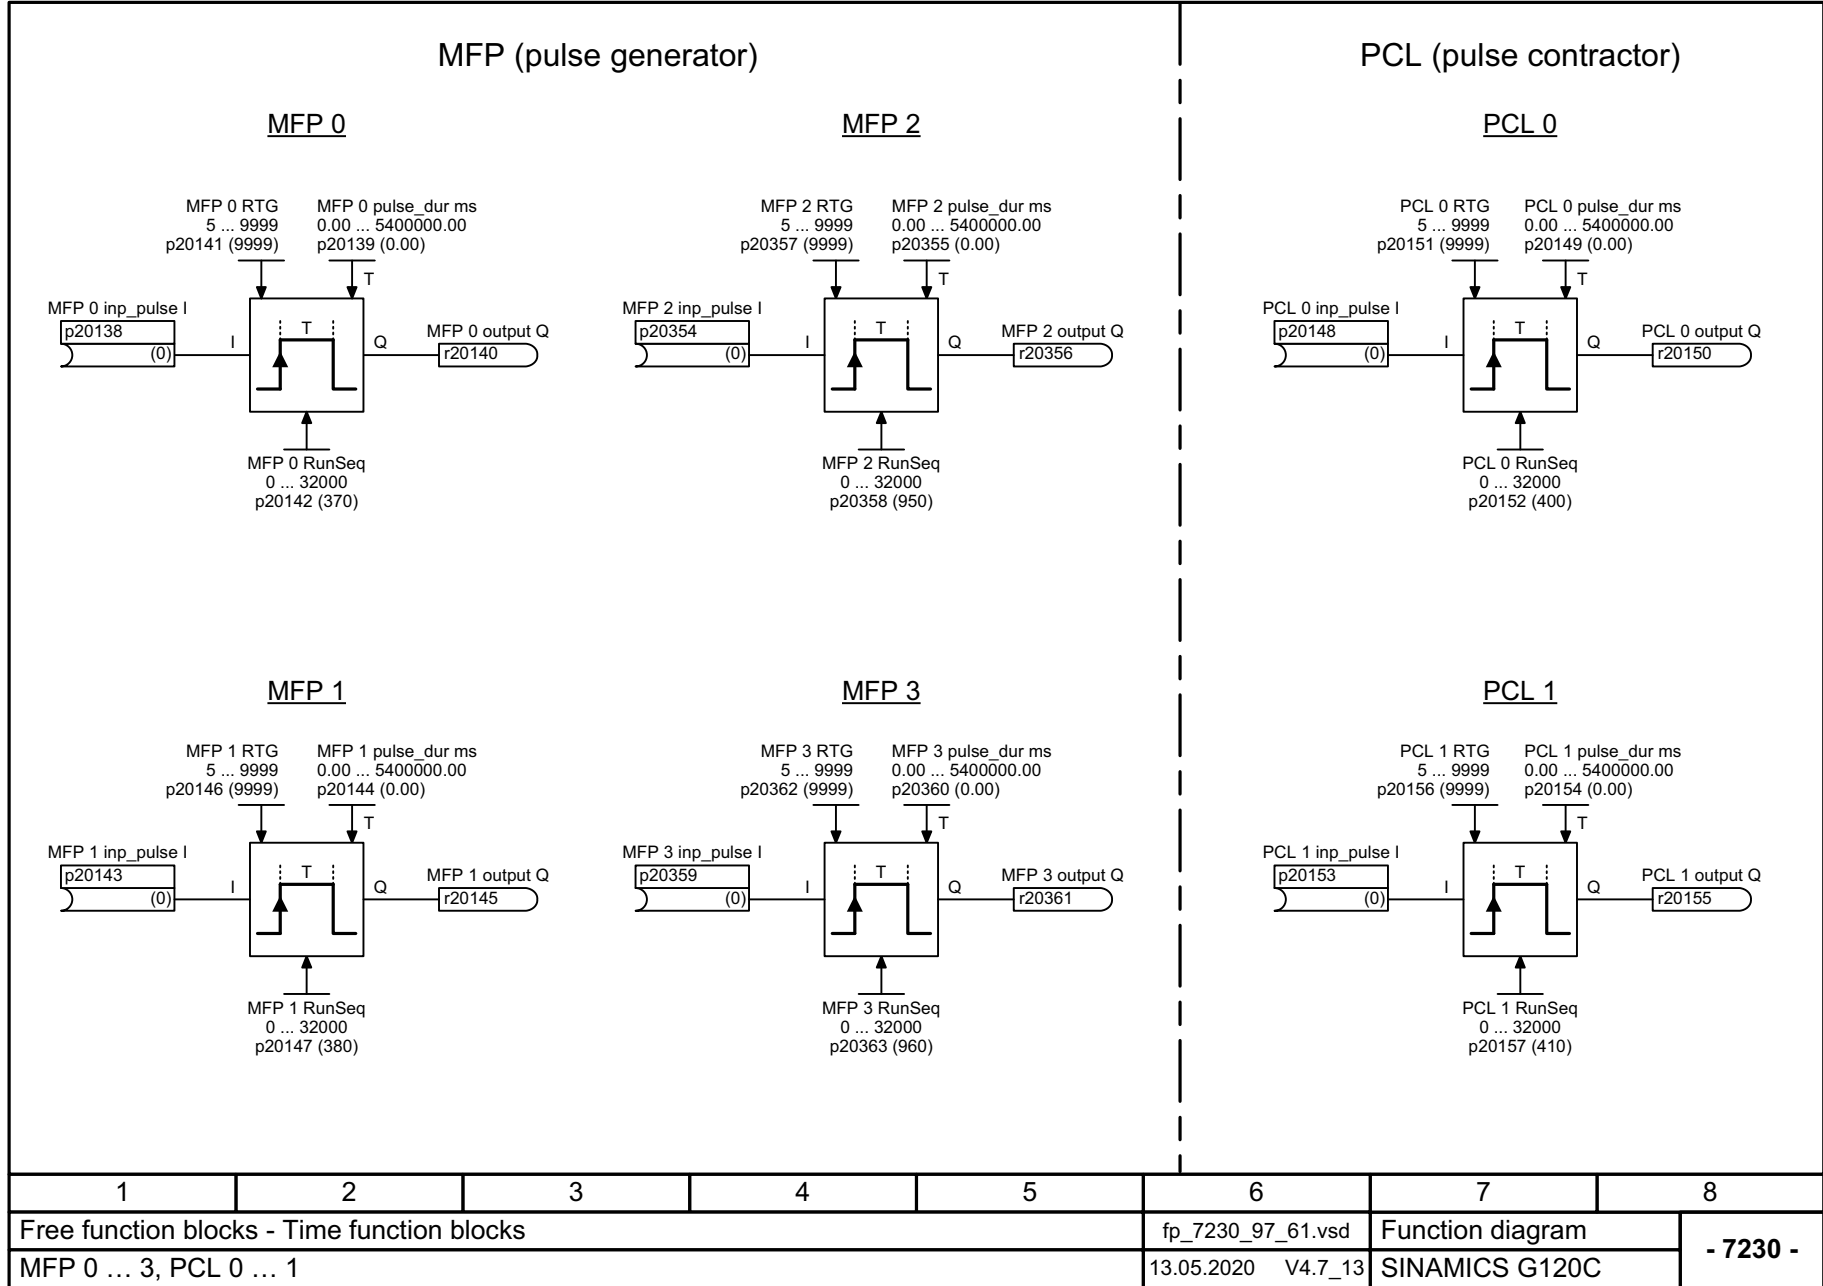 MFP (pulse generator)
PCL (pulse contractor)
MFP 0
MFP 0 RTG
5 ... 9999
p20141 (9999)
MFP 0 pulse_dur ms
0.00 ... 5400000.00
p20139 (0.00)
T
MFP 0 inp_pulse I
p20138
(0)
I
T
Q
MFP 0 output Q
r20140
MFP 0 RunSeq
0 ... 32000
p20142 (370)
MFP 2
MFP 2 RTG
5 ... 9999
p20357 (9999)
MFP 2 pulse_dur ms
0.00 ... 5400000.00
p20355 (0.00)
T
MFP 2 inp_pulse I
p20354
(0)
I
T
Q
MFP 2 output Q
r20356
MFP 2 RunSeq
0 ... 32000
p20358 (950)
PCL 0
PCL 0 RTG
5 ... 9999
p20151 (9999)
PCL 0 pulse_dur ms
0.00 ... 5400000.00
p20149 (0.00)
T
PCL 0 inp_pulse I
p20148
(0)
I
T
Q
PCL 0 output Q
r20150
PCL 0 RunSeq
0 ... 32000
p20152 (400)
MFP 1
MFP 1 RTG
5 ... 9999
p20146 (9999)
MFP 1 pulse_dur ms
0.00 ... 5400000.00
p20144 (0.00)
T
MFP 1 inp_pulse I
p20143
(0)
I
T
Q
MFP 1 output Q
r20145
MFP 1 RunSeq
0 ... 32000
p20147 (380)
MFP 3
MFP 3 RTG
5 ... 9999
p20362 (9999)
MFP 3 pulse_dur ms
0.00 ... 5400000.00
p20360 (0.00)
T
MFP 3 inp_pulse I
p20359
(0)
I
T
Q
MFP 3 output Q
r20361
MFP 3 RunSeq
0 ... 32000
p20363 (960)
PCL 1
PCL 1 RTG
5 ... 9999
p20156 (9999)
PCL 1 pulse_dur ms
0.00 ... 5400000.00
p20154 (0.00)
T
PCL 1 inp_pulse I
p20153
(0)
I
T
Q
PCL 1 output Q
r20155
PCL 1 RunSeq
0 ... 32000
p20157 (410)
1 2 3 4 5 6 7 8
Free function blocks - Time function blocks
fp_7230_97_61.vsd
Function diagram
- 7230 -
MFP 0 ... 3, PCL 0 ... 1
13.05.2020 V4.7_13
SINAMICS G120C